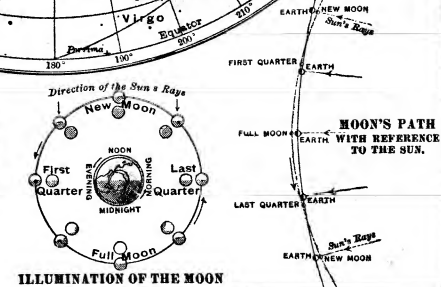 Virgo
Equator
Porrima
180°
190°
200°
210°
Direction of the Sun's Rays
New Moon
First
Quarter
Last
Quarter
NOON
EVENING
MORNING
MIDNIGHT
Full Moon
ILLUMINATION OF THE MOON
EARTH NEW MOON
Sun's Rays
FIRST QUARTER EARTH
FULL MOON EARTH
LAST QUARTER EARTH
Sun's Rays
EARTH NEW MOON
MOON'S PATH
WITH REFERENCE
TO THE SUN.